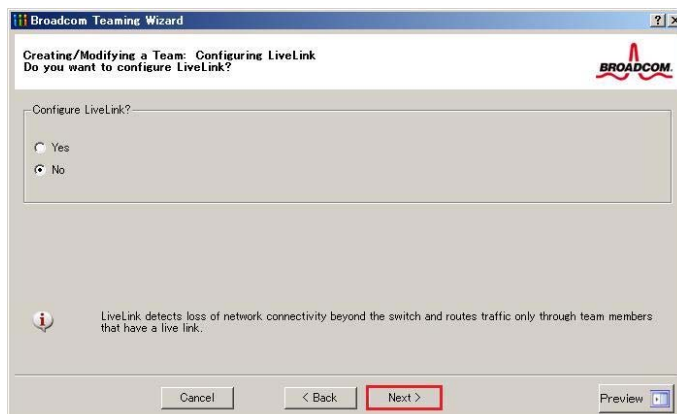 Broadcom Teaming Wizard
Creating/Modifying a Team: Configuring LiveLink
Do you want to configure LiveLink?
BROADCOM.
Configure LiveLink?
Yes
No
LiveLink detects loss of network connectivity beyond the switch and routes traffic only through team members
that have a live link.
Cancel
< Back
Next >
Preview